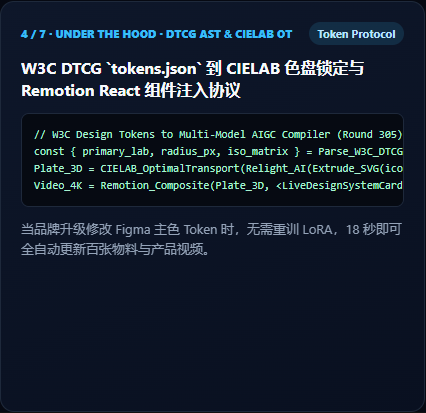 4 / 7 · UNDER THE HOOD · DTCG AST & CIELAB OT
Token Protocol
W3C DTCG `tokens.json` 到 CIELAB 色盘锁定与
Remotion React 组件注入协议
// W3C Design Tokens to Multi-Model AIGC Compiler (Round 305)
const { primary_lab, radius_px, iso_matrix } = Parse_W3C_DTCG
Plate_3D = CIELAB_OptimalTransport(Relight_AI(Extrude_SVG(ico
Video_4K = Remotion_Composite(Plate_3D, <LiveDesignSystemCard
当品牌升级修改 Figma 主色 Token 时，无需重训 LoRA，18 秒即可
全自动更新百张物料与产品视频。